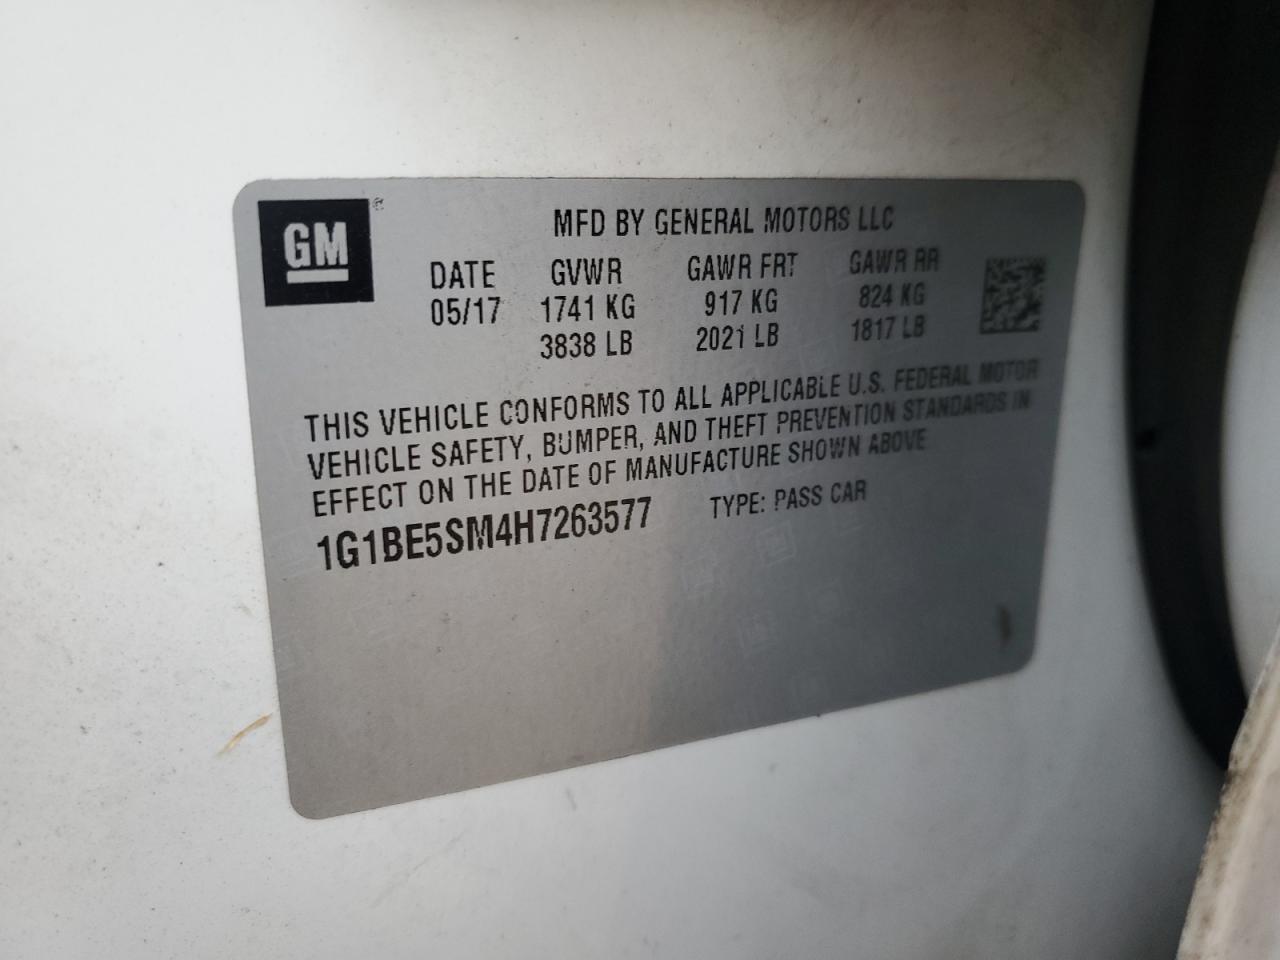 GM ®
MFD BY GENERAL MOTORS LLC
DATE GVWR GAWR FRT GAWR RR
05/17 1741 KG 917 KG 824 KG
3838 LB 2021 LB 1817 LB
THIS VEHICLE CONFORMS TO ALL APPLICABLE U.S. FEDERAL MOTOR
VEHICLE SAFETY, BUMPER, AND THEFT PREVENTION STANDARDS IN
EFFECT ON THE DATE OF MANUFACTURE SHOWN ABOVE
1G1BE5SM4H7263577 TYPE: PASS CAR